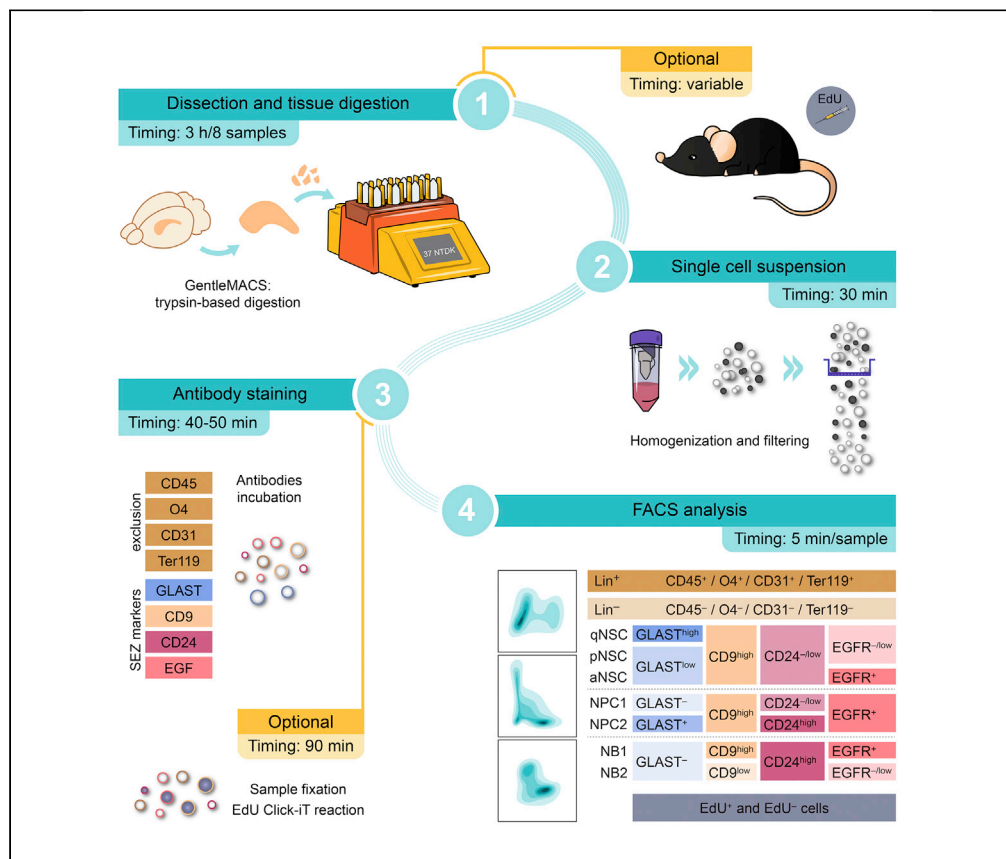 Optional
Timing: variable
EdU
Dissection and tissue digestion
Timing: 3 h/8 samples
1
37 NTDK
GentleMACS:
trypsin-based digestion
2
Single cell suspension
Timing: 30 min
Homogenization and filtering
3
Antibody staining
Timing: 40-50 min
exclusion
CD45
O4
CD31
Ter119
SEZ markers
GLAST
CD9
CD24
EGF
Antibodies
incubation
Optional
Timing: 90 min
Sample fixation
EdU Click-iT reaction
4
FACS analysis
Timing: 5 min/sample
Lin⁺ CD45⁺ / O4⁺ / CD31⁺ / Ter119⁺
Lin⁻ CD45⁻ / O4⁻ / CD31⁻ / Ter119⁻
qNSC GLASTʰⁱᵍʰ
pNSC
aNSC
GLASTˡᵒʷ
CD9ʰⁱᵍʰ
CD24⁻/ˡᵒʷ
EGFR⁻/ˡᵒʷ
EGFR⁺
NPC1 GLAST⁻
NPC2 GLAST⁺
CD9ʰⁱᵍʰ
CD24⁻/ˡᵒʷ
CD24ʰⁱᵍʰ
EGFR⁺
NB1
NB2
GLAST⁻
CD9ʰⁱᵍʰ
CD9ˡᵒʷ
CD24ʰⁱᵍʰ
EGFR⁺
EGFR⁻/ˡᵒʷ
EdU⁺ and EdU⁻ cells